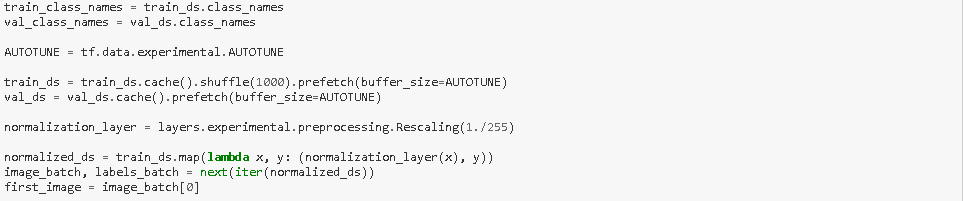 train_class_names = train_ds.class_names
val_class_names = val_ds.class_names
AUTOTUNE = tf.data.experimental.AUTOTUNE
train_ds = train_ds.cache().shuffle(1000).prefetch(buffer_size=AUTOTUNE)
val_ds = val_ds.cache().prefetch(buffer_size=AUTOTUNE)
normalization_layer = layers.experimental.preprocessing.Rescaling(1./255)
normalized_ds = train_ds.map(lambda x, y: (normalization_layer(x), y))
image_batch, labels_batch = next(iter(normalized_ds))
first_image = image_batch[0]